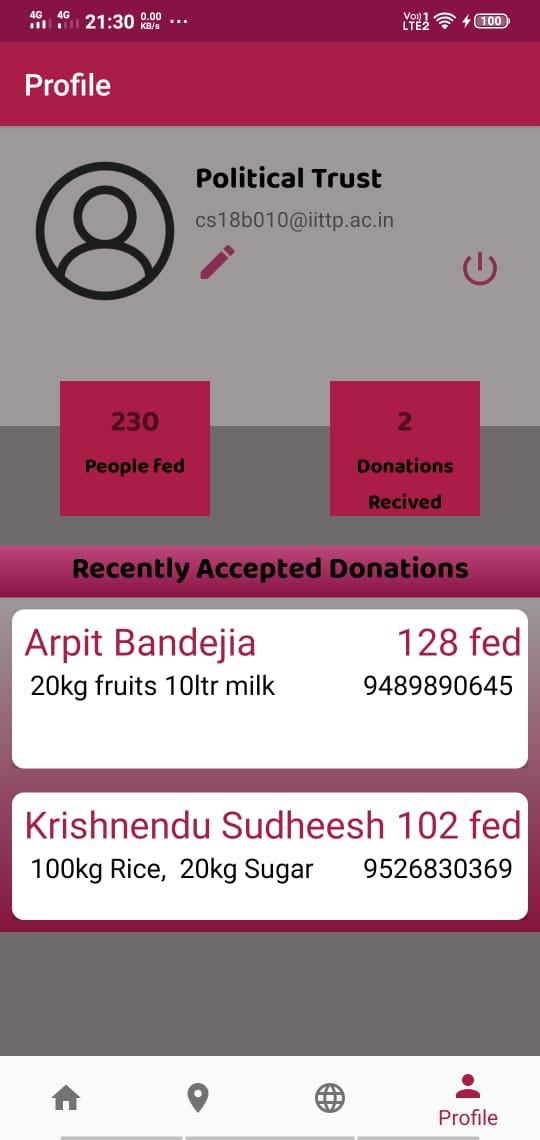 4G 4G 21:30 0.00 KB/s ... Vo)) 1 LTE2 100
Profile
Political Trust
cs18b010@iittp.ac.in
230
People fed
2
Donations
Recived
Recently Accepted Donations
Arpit Bandejia 128 fed
20kg fruits 10ltr milk 9489890645
Krishnendu Sudheesh 102 fed
100kg Rice,  20kg Sugar 9526830369
Profile